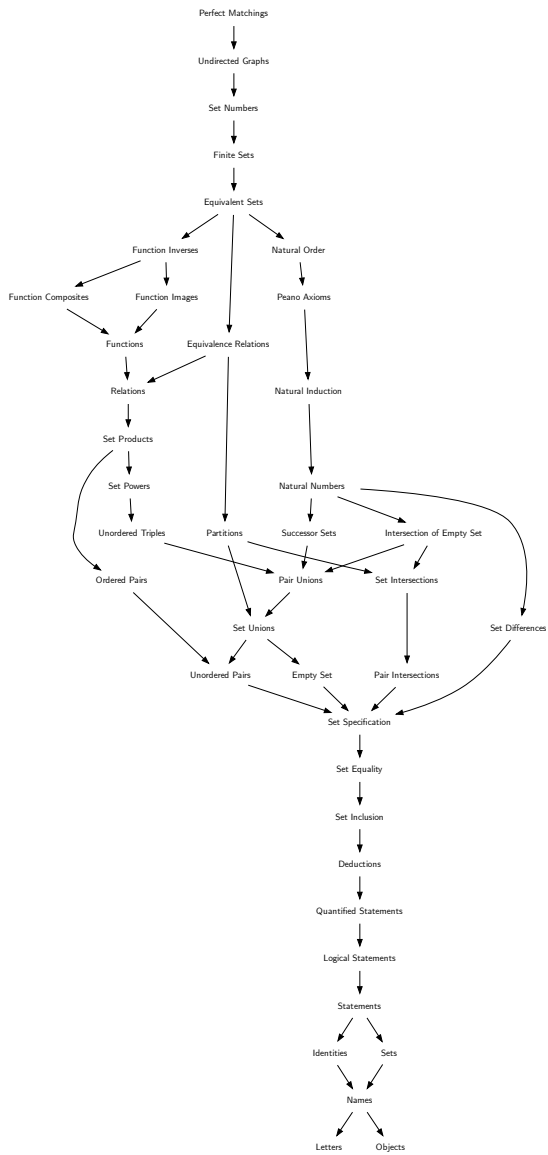 Perfect Matchings
Undirected Graphs
Set Numbers
Finite Sets
Equivalent Sets
Function Inverses
Natural Order
Function Composites
Function Images
Peano Axioms
Functions
Equivalence Relations
Relations
Natural Induction
Set Products
Set Powers
Natural Numbers
Unordered Triples
Partitions
Successor Sets
Intersection of Empty Set
Ordered Pairs
Pair Unions
Set Intersections
Set Unions
Set Differences
Unordered Pairs
Empty Set
Pair Intersections
Set Specification
Set Equality
Set Inclusion
Deductions
Quantified Statements
Logical Statements
Statements
Identities
Sets
Names
Letters
Objects